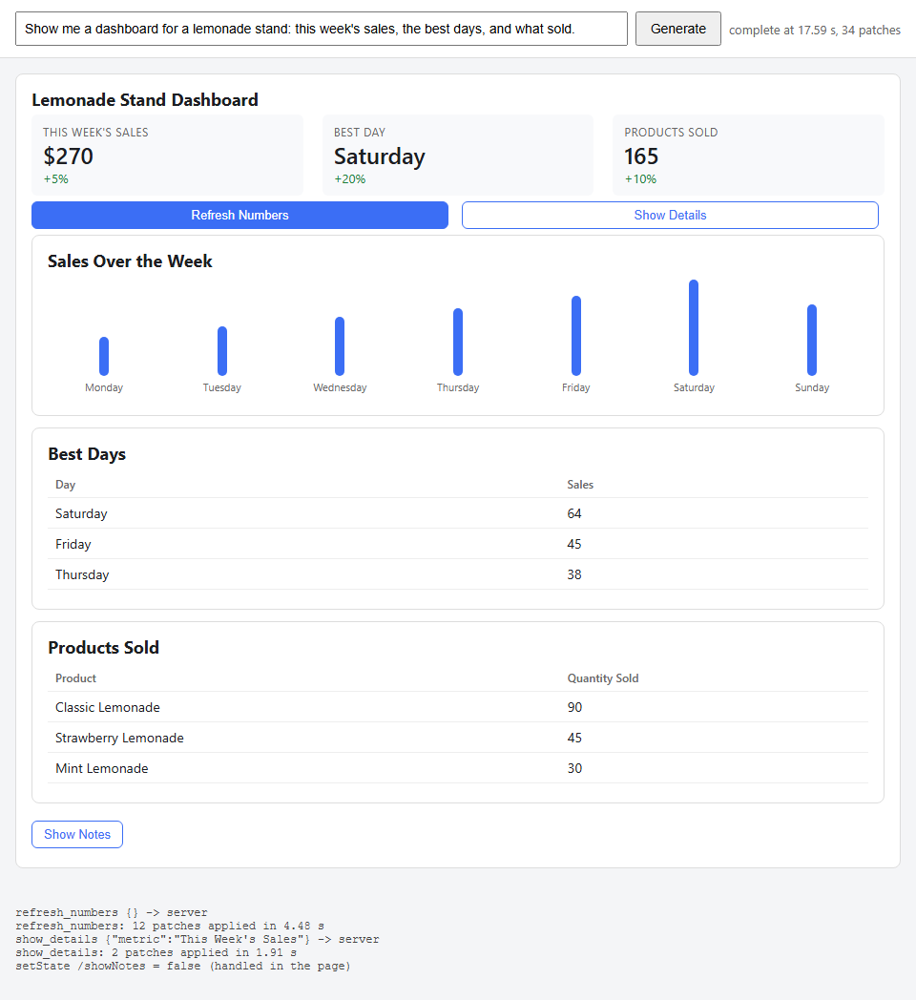 Show me a dashboard for a lemonade stand: this week's sales, the best days, and what sold.
Generate
complete at 17.59 s, 34 patches
Lemonade Stand Dashboard
THIS WEEK'S SALES
$270
+5%
BEST DAY
Saturday
+20%
PRODUCTS SOLD
165
+10%
Refresh Numbers
Show Details
Sales Over the Week
Monday
Tuesday
Wednesday
Thursday
Friday
Saturday
Sunday
Best Days
Day Sales
Saturday 64
Friday 45
Thursday 38
Products Sold
Product Quantity Sold
Classic Lemonade 90
Strawberry Lemonade 45
Mint Lemonade 30
Show Notes
refresh_numbers {} -> server
refresh_numbers: 12 patches applied in 4.48 s
show_details {"metric":"This Week's Sales"} -> server
show_details: 2 patches applied in 1.91 s
setState /showNotes = false (handled in the page)